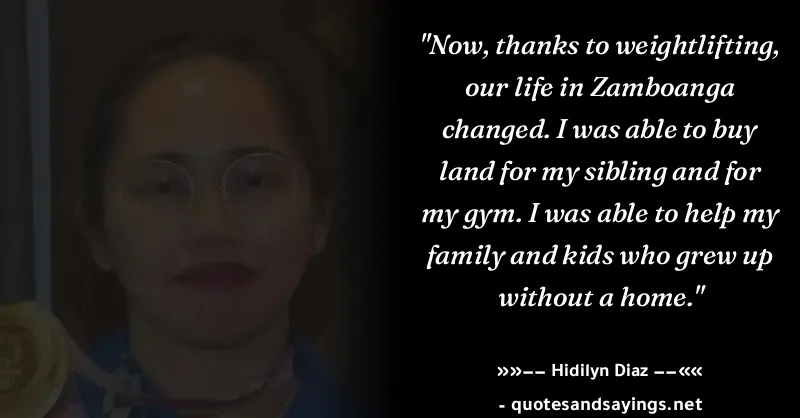 "Now, thanks to weightlifting,
our life in Zamboanga
changed. I was able to buy
land for my sibling and for
my gym. I was able to help my
family and kids who grew up
without a home."
»»−− Hidilyn Diaz −−««
- quotesandsayings.net